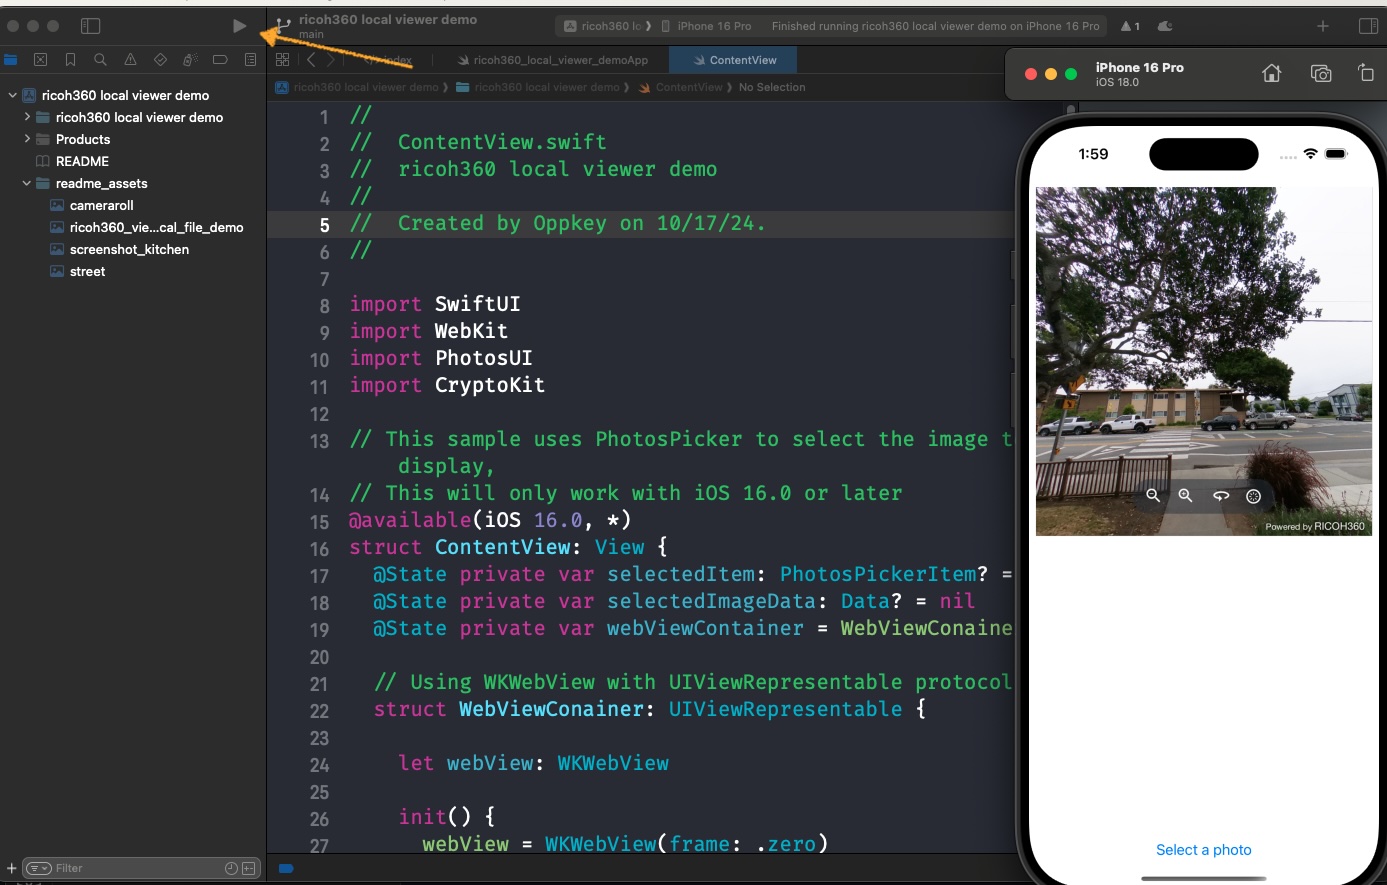 ricoh360 local viewer demo
main
ricoh360 lo
iPhone 16 Pro
Finished running ricoh360 local viewer demo on iPhone 16 Pro
1
index
ricoh360_local_viewer_demoApp
ContentView
ricoh360 local viewer demo
ricoh360 local viewer demo
ContentView
No Selection
ricoh360 local viewer demo
ricoh360 local viewer demo
Products
README
readme_assets
cameraroll
ricoh360_vie...cal_file_demo
screenshot_kitchen
street
Filter
1 //
2 //  ContentView.swift
3 //  ricoh360 local viewer demo
4 //
5 //  Created by Oppkey on 10/17/24.
6 //
7
8 import SwiftUI
9 import WebKit
10 import PhotosUI
11 import CryptoKit
12
13 // This sample uses PhotosPicker to select the image t
display,
14 // This will only work with iOS 16.0 or later
15 @available(iOS 16.0, *)
16 struct ContentView: View {
17 @State private var selectedItem: PhotosPickerItem? =
18 @State private var selectedImageData: Data? = nil
19 @State private var webViewContainer = WebViewConaine
20
21 // Using WKWebView with UIViewRepresentable protocol
22 struct WebViewConainer: UIViewRepresentable {
23
24 let webView: WKWebView
25
26 init() {
27 webView = WKWebView(frame: .zero)
iPhone 16 Pro
iOS 18.0
1:59
Powered by RICOH360
Select a photo